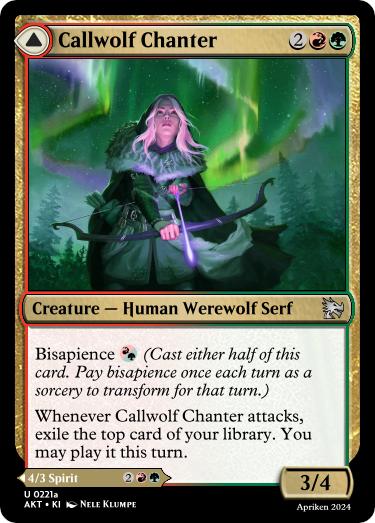 Callwolf Chanter 2
Creature — Human Werewolf Serf
Bisapience (Cast either half of this
card. Pay bisapience once each turn as a
sorcery to transform for that turn.)
Whenever Callwolf Chanter attacks,
exile the top card of your library. You
may play it this turn.
4/3 Spirit 2
3/4
U 0221a
AKT • KI Nele Klumpe
Apriken 2024